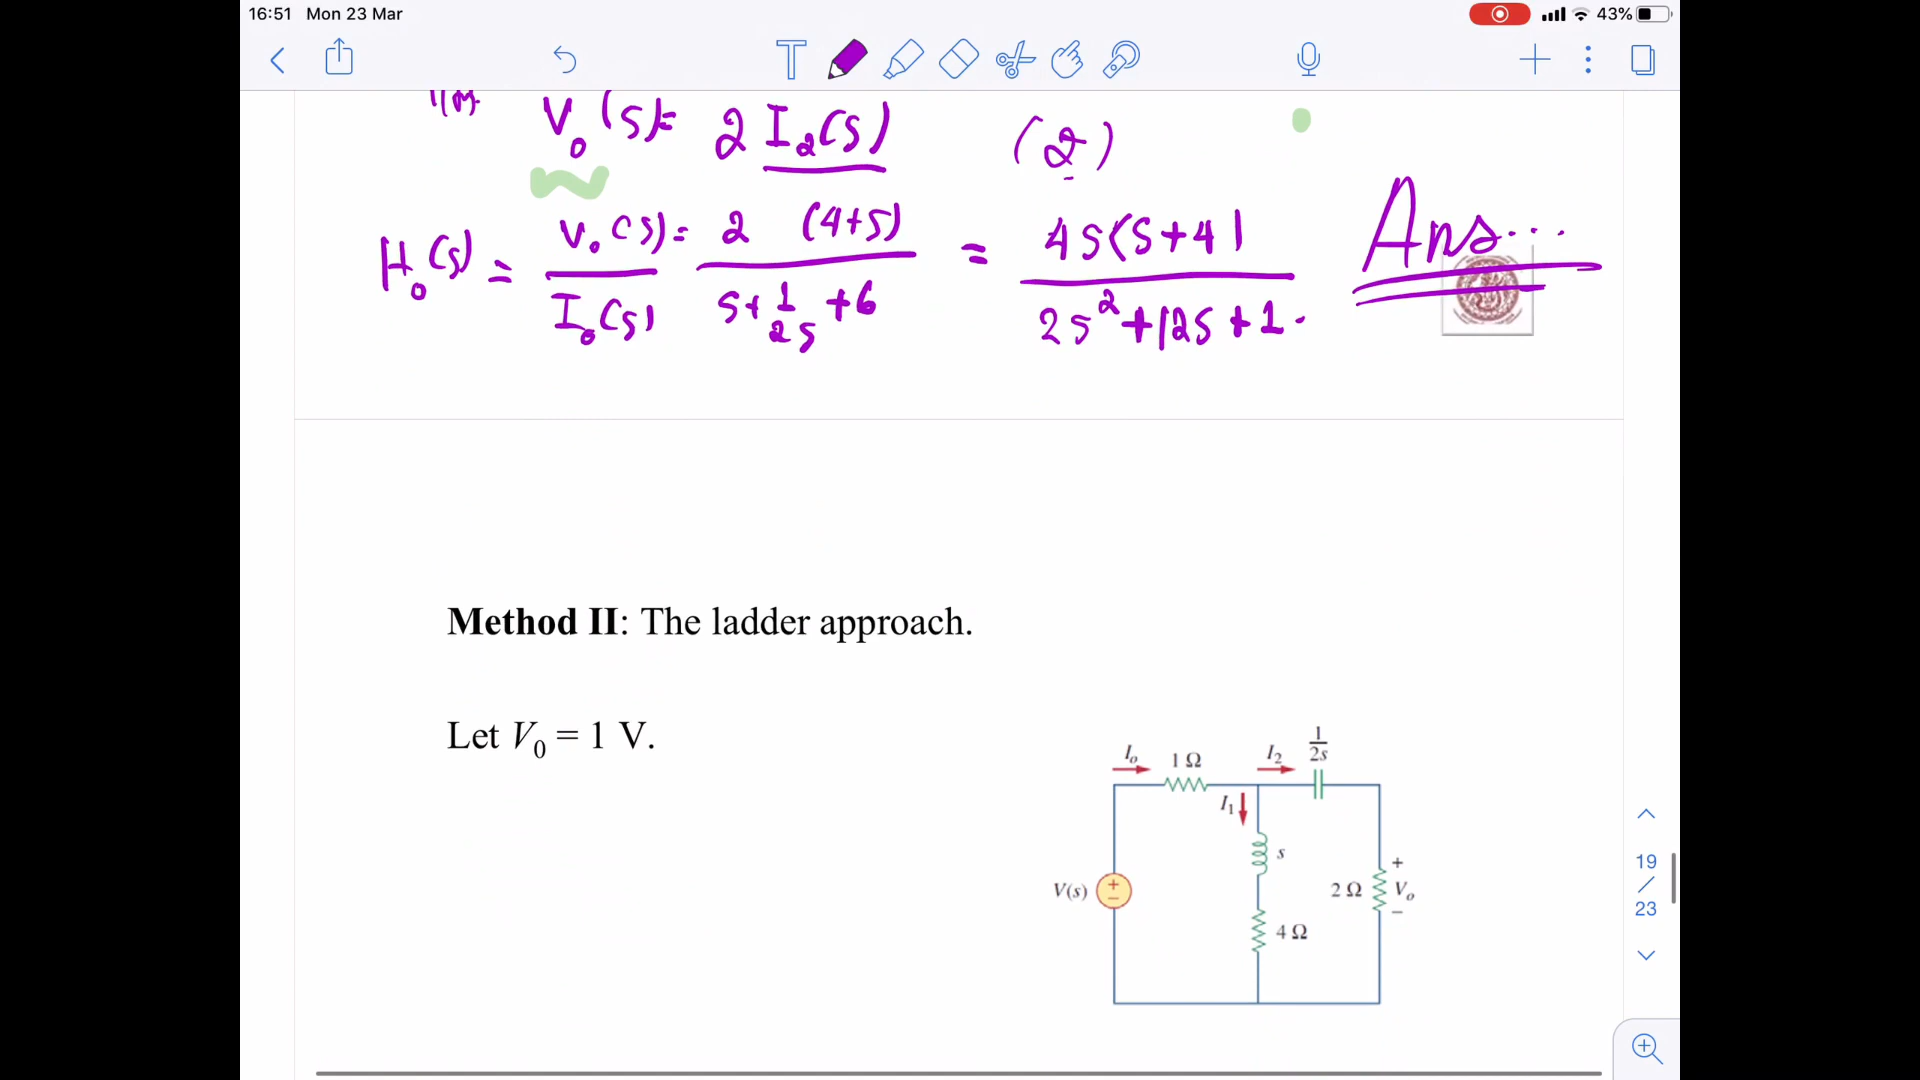 16:51 Mon 23 Mar 43%
V₀(s)= 2 I₂(s) (2)
H₀(s) = V₀(s) / I₀(s) = 2 (4+s) / s+1/2s+6 = 4s(s+4) / 2s²+12s+1. Ans...
Method II: The ladder approach.
Let V₀ = 1 V.
Iₒ 1 Ω I₂ 1/2s
I₁
s
V(s) + −
2 Ω + Vₒ −
4 Ω
19
/
23